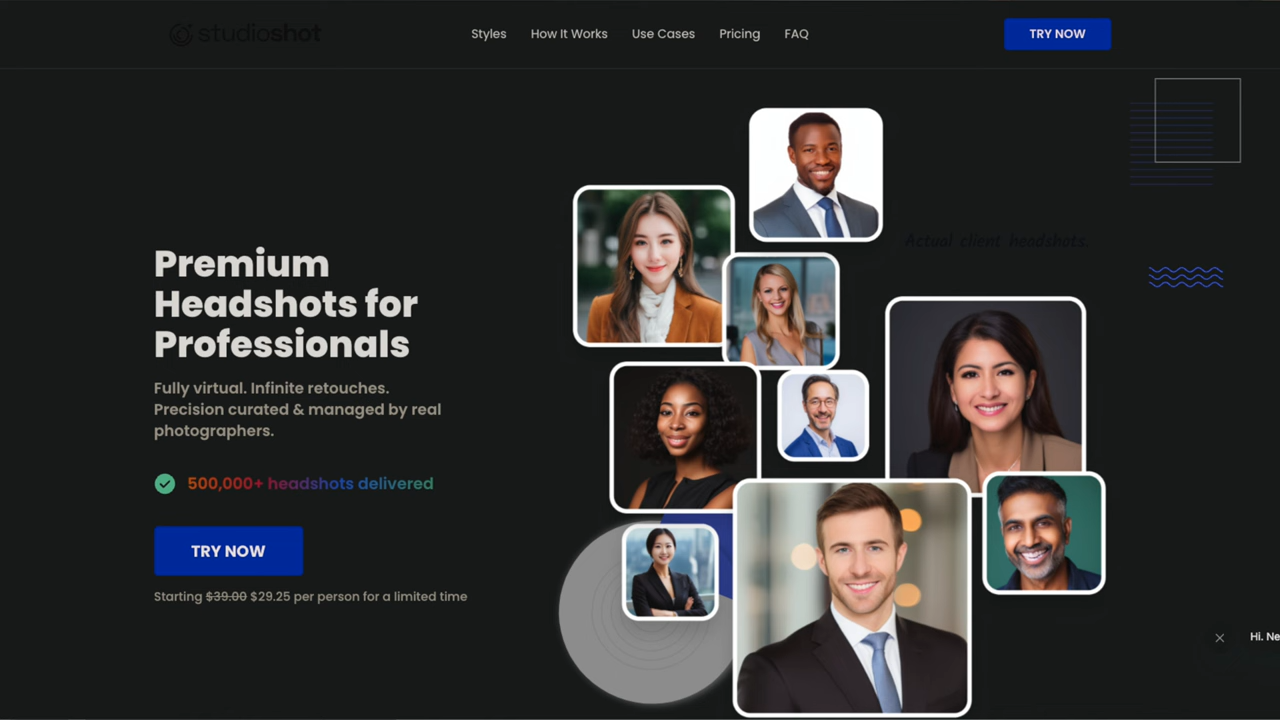 studioshot
Styles
How It Works
Use Cases
Pricing
FAQ
TRY NOW
Actual client headshots.
Premium
Headshots for
Professionals
Fully virtual. Infinite retouches.
Precision curated & managed by real
photographers.
500,000+ headshots delivered
TRY NOW
Starting $39.00 $29.25 per person for a limited time
Hi. Ne